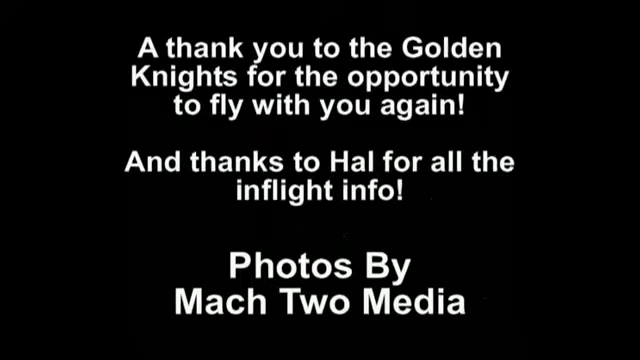 A thank you to the Golden
Knights for the opportunity
to fly with you again!
And thanks to Hal for all the
inflight info!
Photos By
Mach Two Media